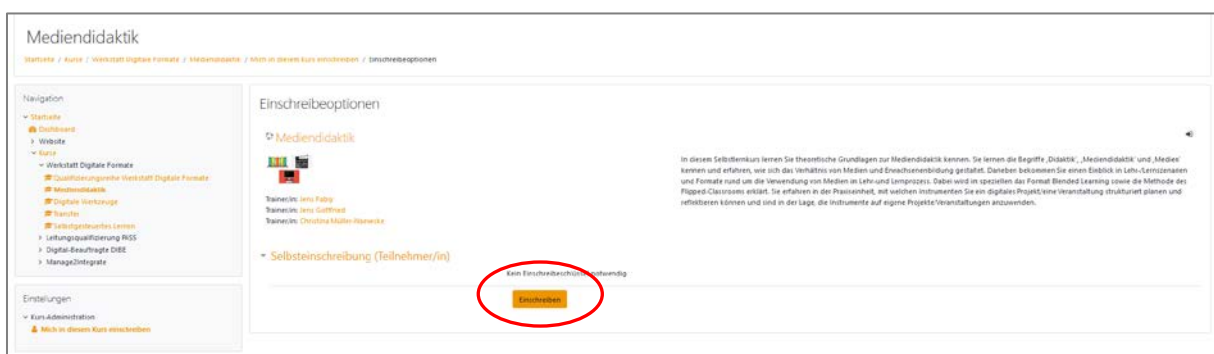 Mediendidaktik
Startseite / Kurse / Werkstatt Digitale Formate / Mediendidaktik / Mich in diesem Kurs einschreiben / Einschreibeoptionen
Navigation
Startseite
Dashboard
Website
Kurse
Werkstatt Digitale Formate
Qualifizierungsreihe Werkstatt Digitale Formate
Mediendidaktik
Digitale Werkzeuge
Transfer
Selbstgesteuertes Lernen
Leitungsqualifizierung
Digital-Beauftragte DIBE
Manage2Integrate
Einstellungen
Kurs-Administration
Mich in diesem Kurs einschreiben
Einschreibeoptionen
Mediendidaktik
Trainer/in: Jens
Trainer/in: Jens
Trainer/in: Christina
In diesem Selbstlernkurs lernen Sie theoretische Grundlagen zur Mediendidaktik kennen. Sie lernen die Begriffe ‚Didaktik', ‚Mediendidaktik' und ‚Medien'
kennen und erfahren, wie sich das Verhältnis von Medien und Erwachsenenbildung gestaltet. Daneben bekommen Sie einen Einblick in Lehr-/Lernszenarien
und Formate rund um die Verwendung von Medien im Lehr-und Lernprozess. Dabei wird im speziellen das Format Blended Learning sowie die Methode des
Flipped-Classrooms erklärt. Sie erfahren in der Praxiseinheit, mit welchen Instrumenten Sie ein digitales Projekt/eine Veranstaltung strukturiert planen und
reflektieren können und sind in der Lage, die Instrumente auf eigene Projekte/Veranstaltungen anzuwenden.
Selbsteinschreibung (Teilnehmer/in)
Kein Einschreibeschlüssel notwendig
Einschreiben